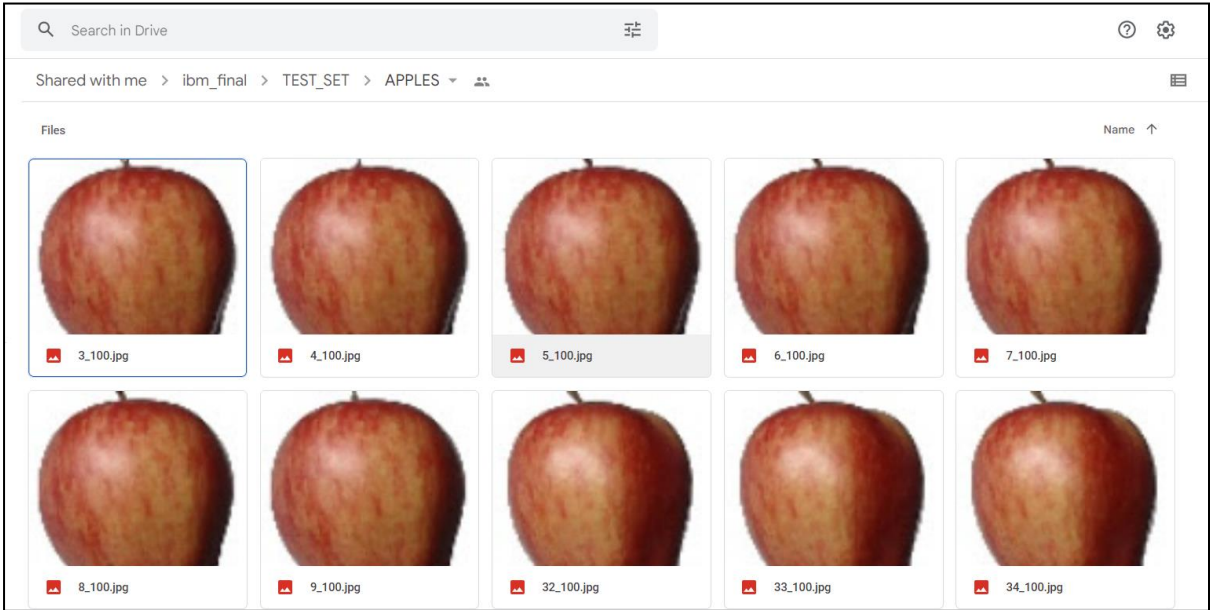 Search in Drive
Shared with me > ibm_final > TEST_SET > APPLES
Files
Name ↑
3_100.jpg
4_100.jpg
5_100.jpg
6_100.jpg
7_100.jpg
8_100.jpg
9_100.jpg
32_100.jpg
33_100.jpg
34_100.jpg